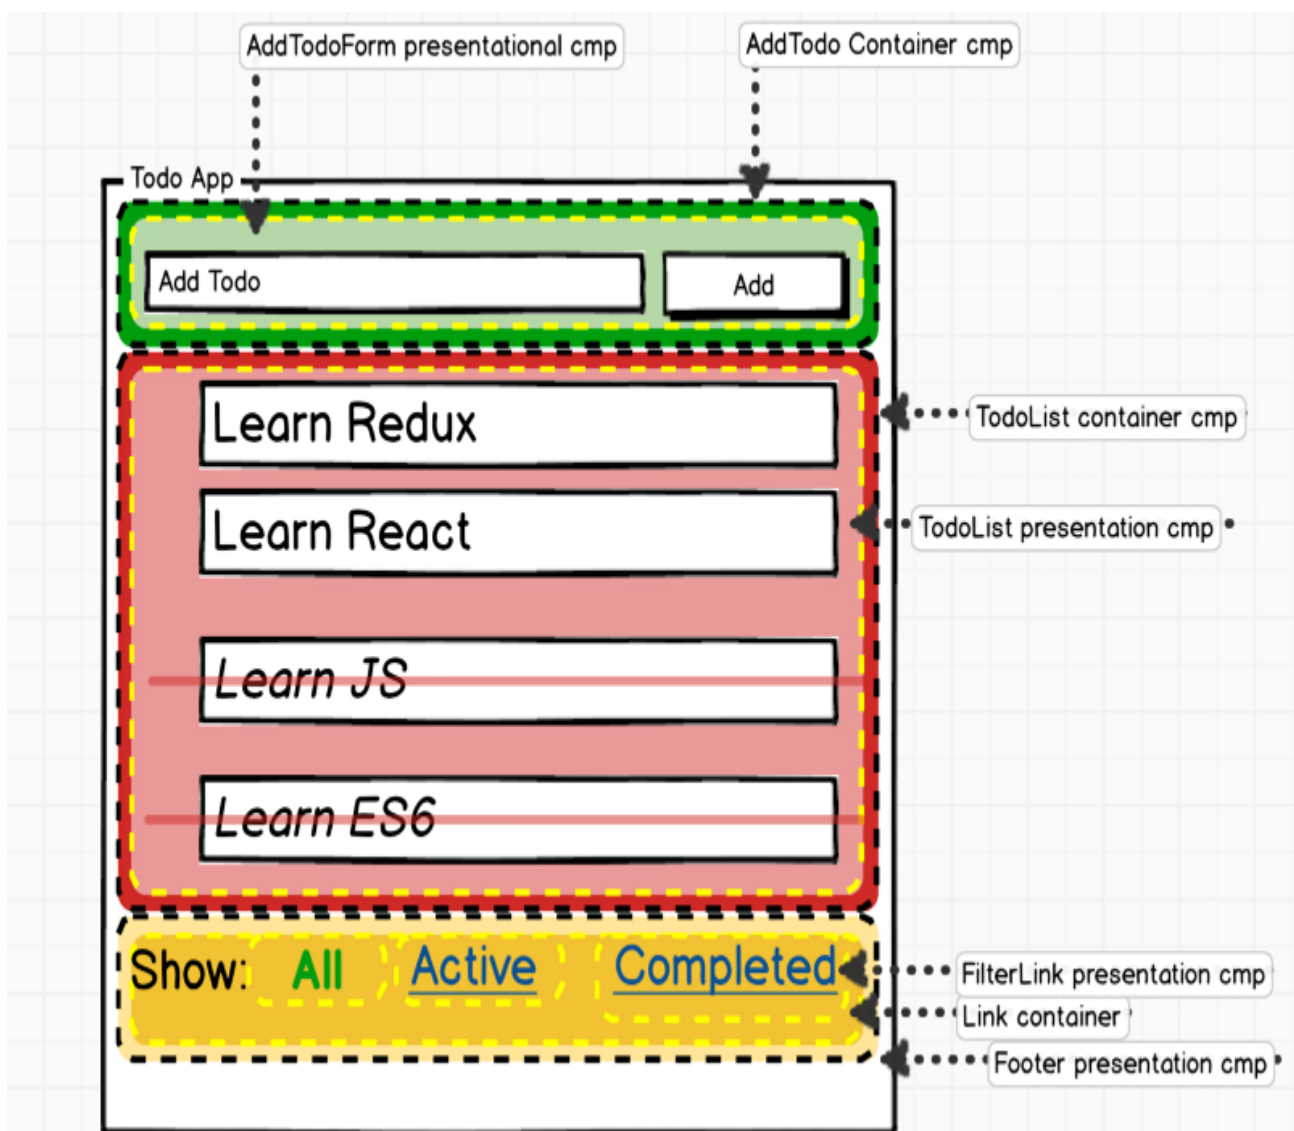 AddTodoForm presentational cmp
AddTodo Container cmp
Todo App
Add Todo
Add
Learn Redux
TodoList container cmp
Learn React
TodoList presentation cmp
Learn JS
Learn ES6
Show: All Active Completed
FilterLink presentation cmp
Link container
Footer presentation cmp